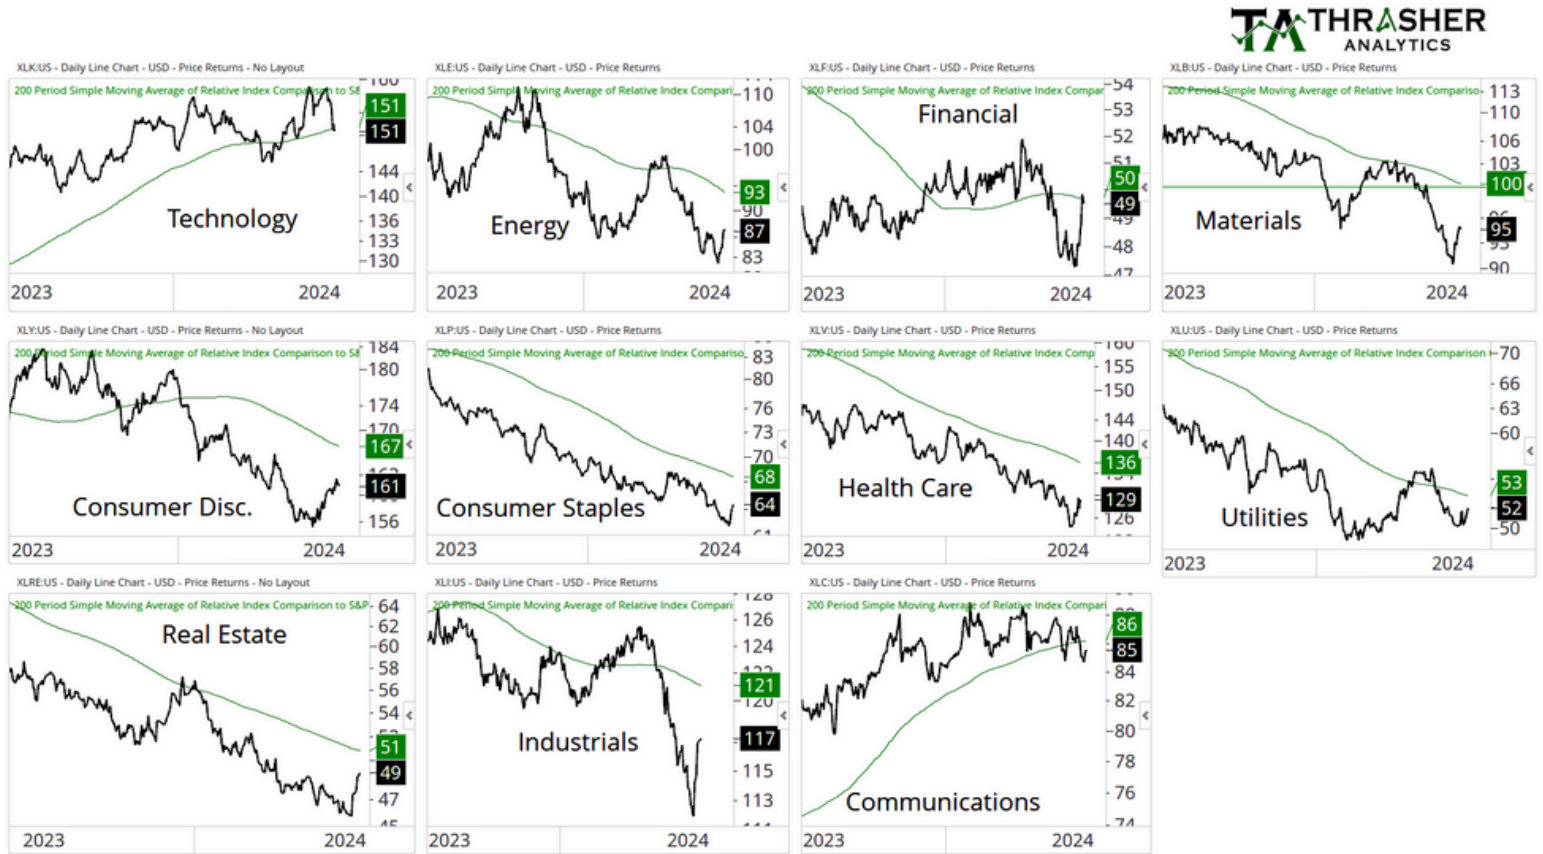 THRASHER
ANALYTICS
XLK:US - Daily Line Chart - USD - Price Returns - No Layout
200 Period Simple Moving Average of Relative Index Comparison to S&
160
151
151
144
140
136
133
130
Technology
2023 2024
XLE:US - Daily Line Chart - USD - Price Returns
200 Period Simple Moving Average of Relative Index Compari
110
104
100
93
90
87
83
Energy
2023 2024
XLF:US - Daily Line Chart - USD - Price Returns
200 Period Simple Moving Average of Relative Index Compar
54
Financial
53
52
51
50
49
49
48
47
2023 2024
XLB:US - Daily Line Chart - USD - Price Returns
200 Period Simple Moving Average of Relative Index Compariso
113
110
106
103
100
96
95
93
90
Materials
2023 2024
XLY:US - Daily Line Chart - USD - Price Returns - No Layout
200 Period Simple Moving Average of Relative Index Comparison to S&
184
180
174
170
167
163
161
156
Consumer Disc.
2023 2024
XLP:US - Daily Line Chart - USD - Price Returns
200 Period Simple Moving Average of Relative Index Compariso
83
80
76
73
70
68
64
61
Consumer Staples
2023 2024
XLV:US - Daily Line Chart - USD - Price Returns
200 Period Simple Moving Average of Relative Index Comp
160
155
150
144
140
136
129
126
Health Care
2023 2024
XLU:US - Daily Line Chart - USD - Price Returns
200 Period Simple Moving Average of Relative Index Comparison
70
66
63
60
53
52
50
Utilities
2023 2024
XLRE:US - Daily Line Chart - USD - Price Returns - No Layout
200 Period Simple Moving Average of Relative Index Comparison to S&P
64
Real Estate
62
60
58
56
54
51
49
47
45
2023 2024
XLI:US - Daily Line Chart - USD - Price Returns
200 Period Simple Moving Average of Relative Index Compari
128
126
124
122
121
120
117
Industrials
115
113
2023 2024
XLC:US - Daily Line Chart - USD - Price Returns
200 Period Simple Moving Average of Relative Index Compari
86
85
84
82
80
78
76
74
Communications
2023 2024